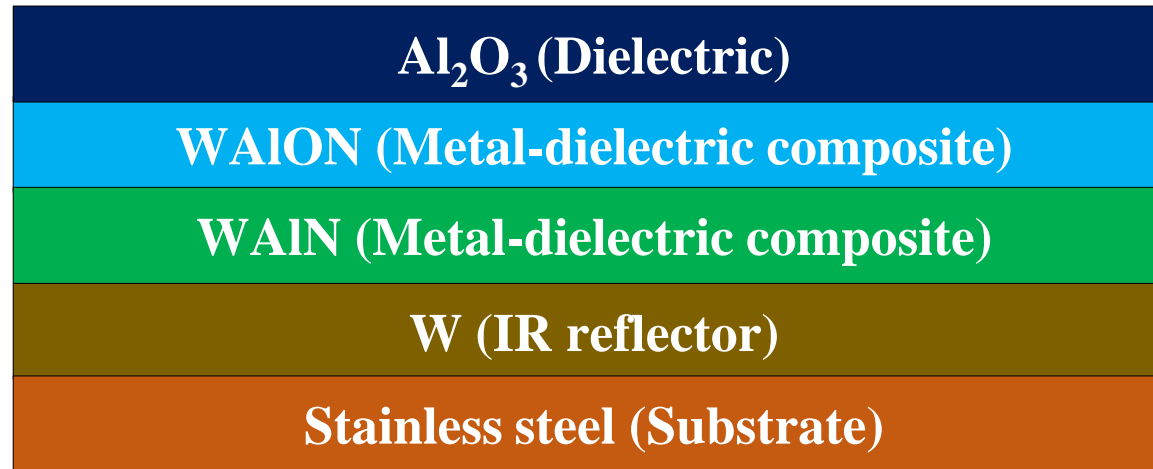 Al₂O₃ (Dielectric)
WAlON (Metal-dielectric composite)
WAlN (Metal-dielectric composite)
W (IR reflector)
Stainless steel (Substrate)